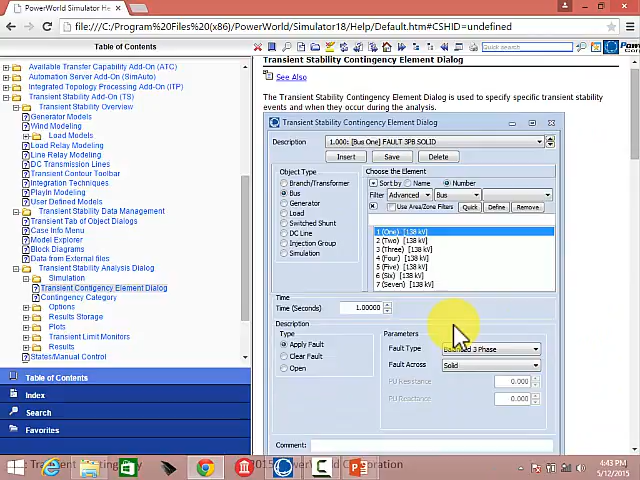 PowerWorld Simulator He
file:///C:/Program%20Files%20(x86)/PowerWorld/Simulator18/Help/Default.htm#CSHID=undefined
Table of Contents
Quick search
Available Transfer Capability Add-On (ATC)
Automation Server Add-On (SimAuto)
Integrated Topology Processing Add-On (ITP)
Transient Stability Add-On (TS)
Transient Stability Overview
Generator Models
Wind Modeling
Load Models
Load Relay Modeling
Line Relay Modeling
DC Transmission Lines
Transient Contour Toolbar
Integration Techniques
PlayIn Modeling
User Defined Models
Transient Stability Data Management
Transient Tab of Object Dialogs
Case Info Menu
Model Explorer
Block Diagrams
Data from External files
Transient Stability Analysis Dialog
Simulation
Transient Contigency Element Dialog
Contingency Category
Options
Results Storage
Plots
Transient Limit Monitors
Results
States/Manual Control
Table of Contents
Index
Search
Favorites
Transient Stability Contingency Element Dialog
See Also
The Transient Stability Contingency Element Dialog is used to specify specific transient stability
events and when they occur during the analysis.
Transient Stability Contingency Element Dialog
Description 1.000: [Bus One] FAULT 3PB SOLID
Insert Save Delete
Object Type
Branch/Transformer
Bus
Generator
Load
Switched Shunt
DC Line
Injection Group
Simulation
Choose the Element
Sort by Name Number
Filter Advanced Bus
Use Area/Zone Filters Quick Define Remove
1 (One) [138 kV]
2 (Two) [138 kV]
3 (Three) [138 kV]
4 (Four) [138 kV]
5 (Five) [138 kV]
6 (Six) [138 kV]
7 (Seven) [138 kV]
Time
Time (Seconds) 1.00000
Description
Type
Apply Fault
Clear Fault
Open
Parameters
Fault Type Balanced 3 Phase
Fault Across Solid
PU Resistance 0.000
PU Reactance 0.000
Comment:
4:43 PM
5/12/2015